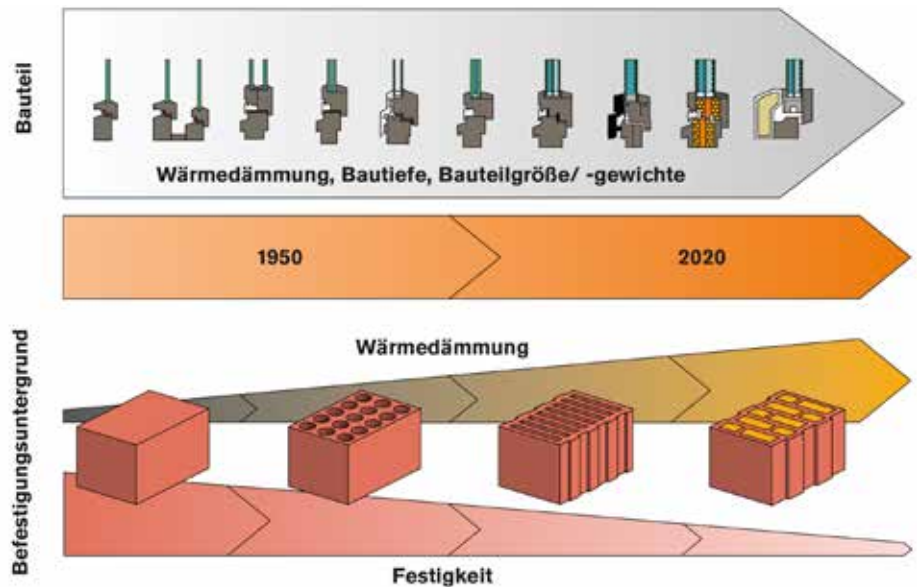 Bauteil
Wärmedämmung, Bautiefe, Bauteilgröße/ -gewichte
1950
2020
Befestigungsuntergrund
Wärmedämmung
Festigkeit